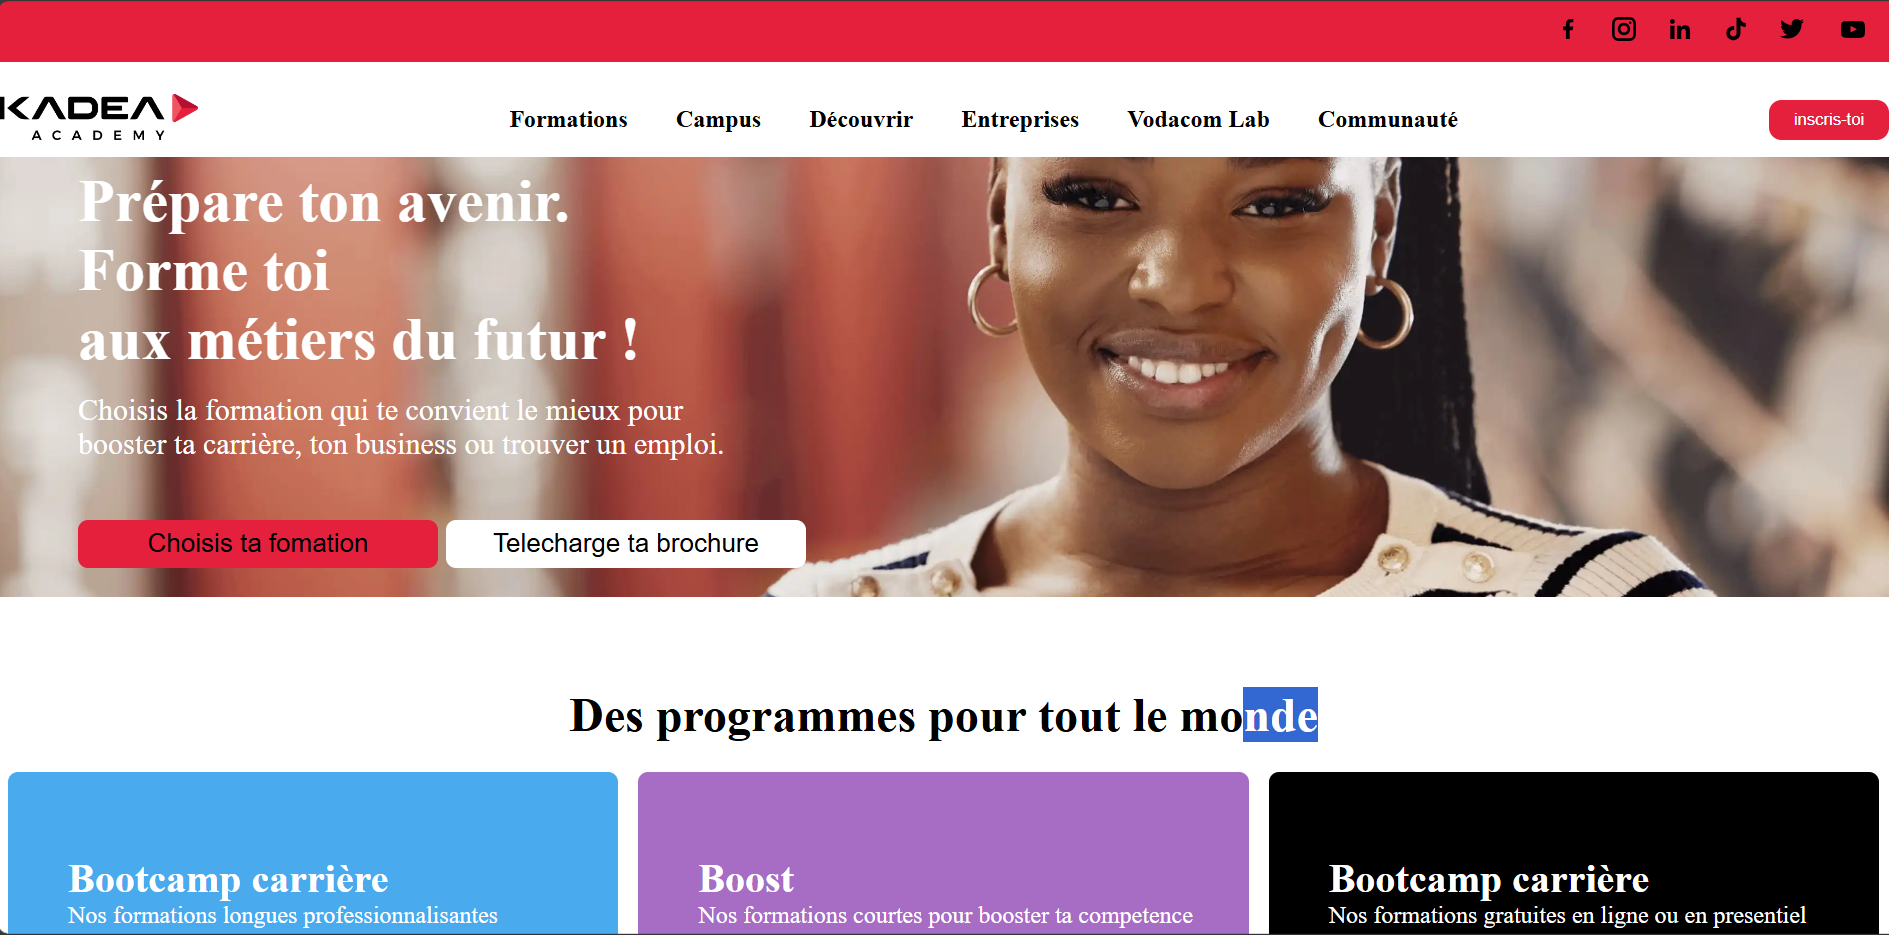 KADEA
ACADEMY
Formations Campus Découvrir Entreprises Vodacom Lab Communauté
inscris-toi
Prépare ton avenir.
Forme toi
aux métiers du futur !
Choisis la formation qui te convient le mieux pour
booster ta carrière, ton business ou trouver un emploi.
Choisis ta fomation
Telecharge ta brochure
Des programmes pour tout le monde
Bootcamp carrière
Nos formations longues professionnalisantes
Boost
Nos formations courtes pour booster ta competence
Bootcamp carrière
Nos formations gratuites en ligne ou en presentiel